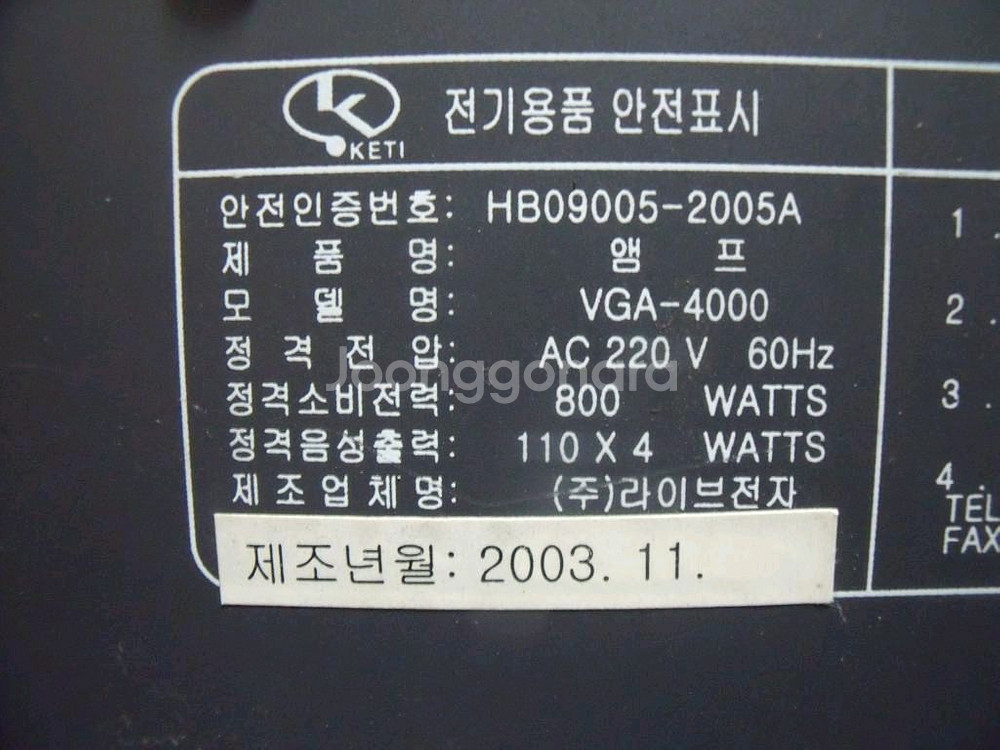 KETI
전기용품 안전표시
안전인증번호: HB09005-2005A
제 품 명: 앰 프
모 델 명: VGA-4000
정 격 전 압: AC 220 V 60Hz
정격소비전력: 800 WATTS
정격음성출력: 110 X 4 WATTS
제 조 업 체 명: (주)라이브전자
제조년월: 2003. 11.
1.
2.
3.
4.
TEL
FAX
Joonggonara